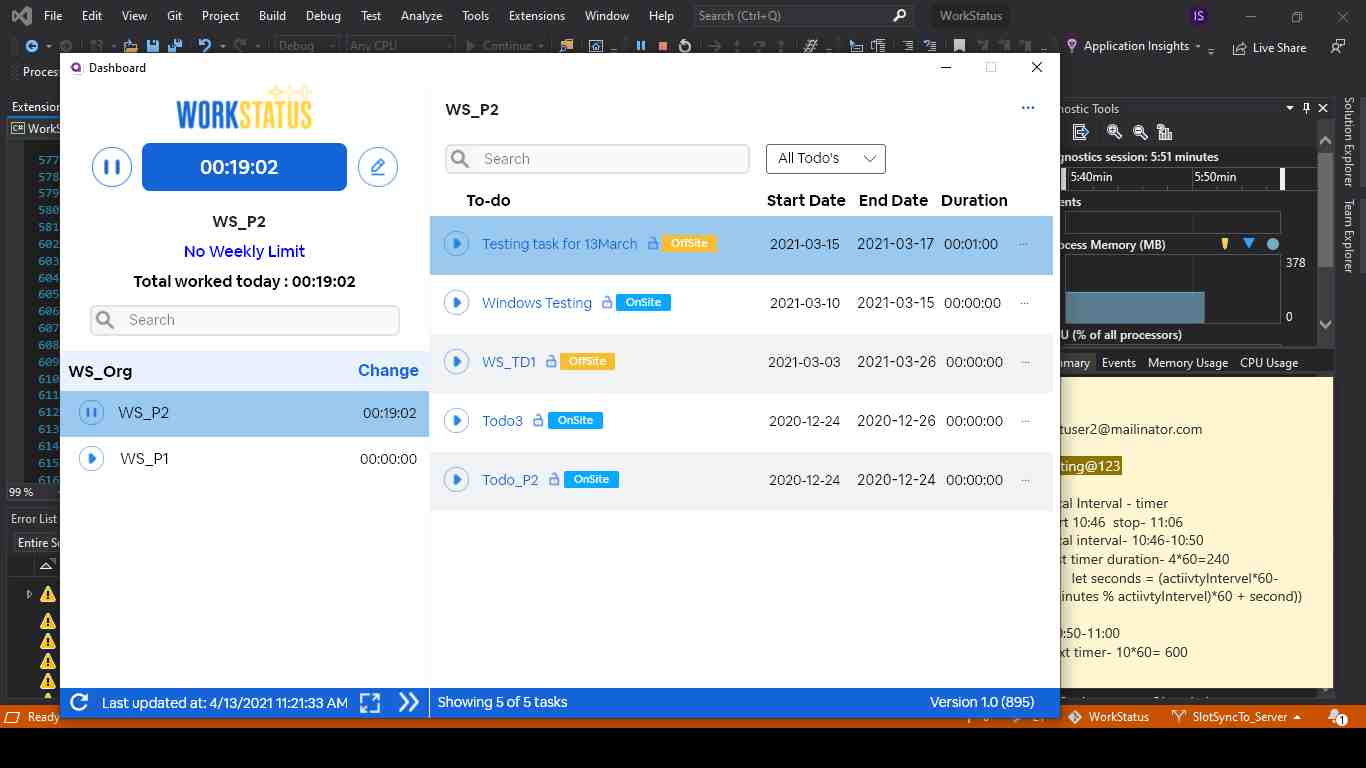 File Edit View Git Project Build Debug Test Analyze Tools Extensions Window Help Search (Ctrl+Q) WorkStatus IS
Debug Any CPU Continue Application Insights Live Share
Dashboard
Extension
WORKSTATUS
00:19:02
WS_P2
No Weekly Limit
Total worked today : 00:19:02
Search
WS_Org Change
WS_P2 00:19:02
WS_P1 00:00:00
Last updated at: 4/13/2021 11:21:33 AM
WS_P2
Search All Todo's
To-do Start Date End Date Duration
Testing task for 13March OffSite 2021-03-15 2021-03-17 00:01:00
Windows Testing OnSite 2021-03-10 2021-03-15 00:00:00
WS_TD1 OffSite 2021-03-03 2021-03-26 00:00:00
Todo3 OnSite 2020-12-24 2020-12-26 00:00:00
Todo_P2 OnSite 2020-12-24 2020-12-24 00:00:00
Showing 5 of 5 tasks Version 1.0 (895)
577
578
579
580
581
602
603
604
607
608
609
610
611
612
613
614
615
616
99 %
Error List
Entire So
Ready
nostic Tools
gnostics session: 5:51 minutes
5:40min 5:50min
ents
ocess Memory (MB)
378
0
U (% of all processors)
mmary Events Memory Usage CPU Usage
tuser2@mailinator.com
ting@123
al Interval - timer
rt 10:46 stop- 11:06
al interval- 10:46-10:50
t timer duration- 4*60=240
let seconds = (actiivtyIntervel*60-
inutes % actiivtyIntervel)*60 + second))
:50-11:00
xt timer- 10*60= 600
Solution Explorer
Team Explorer
WorkStatus SlotSyncTo_Server 1